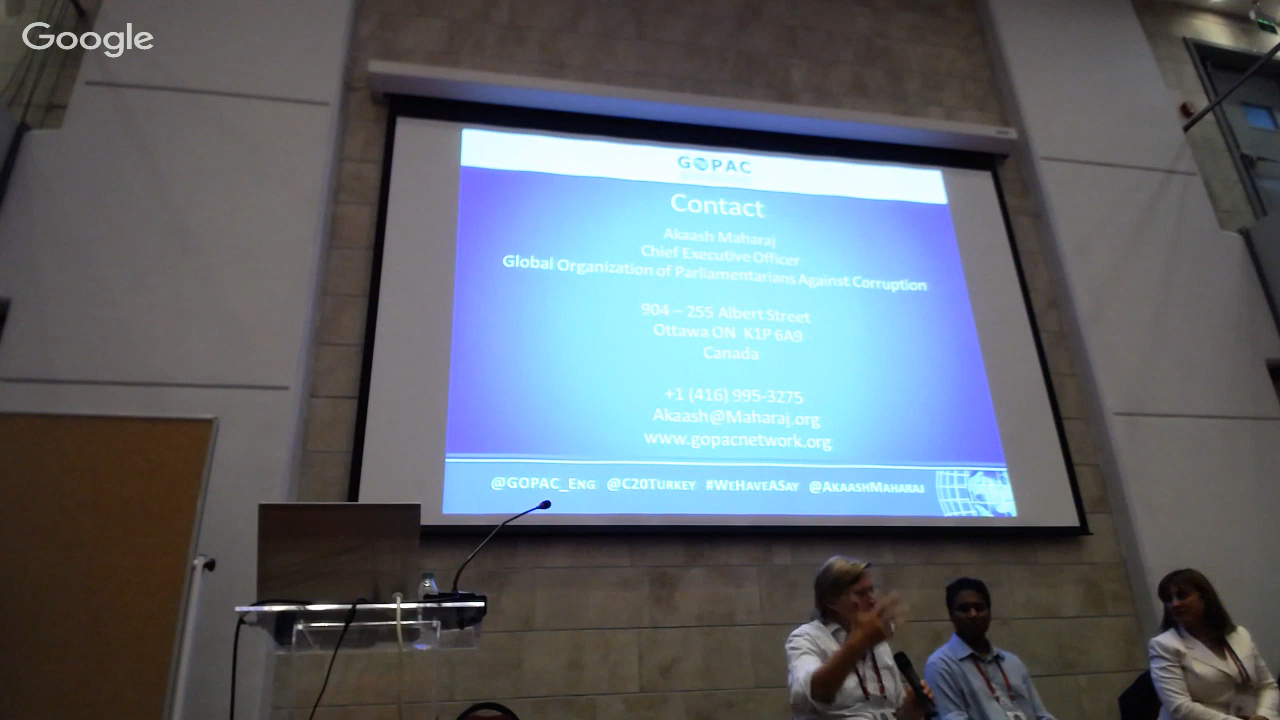 Google
GOPAC
Contact
Akaash Maharaj
Chief Executive Officer
Global Organization of Parliamentarians Against Corruption
904 – 255 Albert Street
Ottawa ON K1P 6A9
Canada
+1 (416) 995-3275
Akaash@Maharaj.org
www.gopacnetwork.org
@GOPAC_Eng @C20Turkey #WeHaveASay @AkaashMaharaj